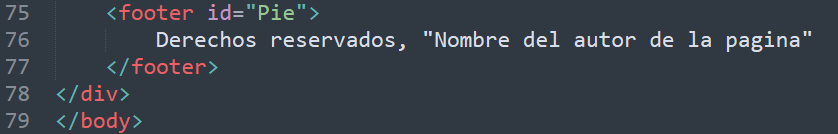 75 <footer id="Pie">
76 Derechos reservados, "Nombre del autor de la pagina"
77 </footer>
78 </div>
79 </body>